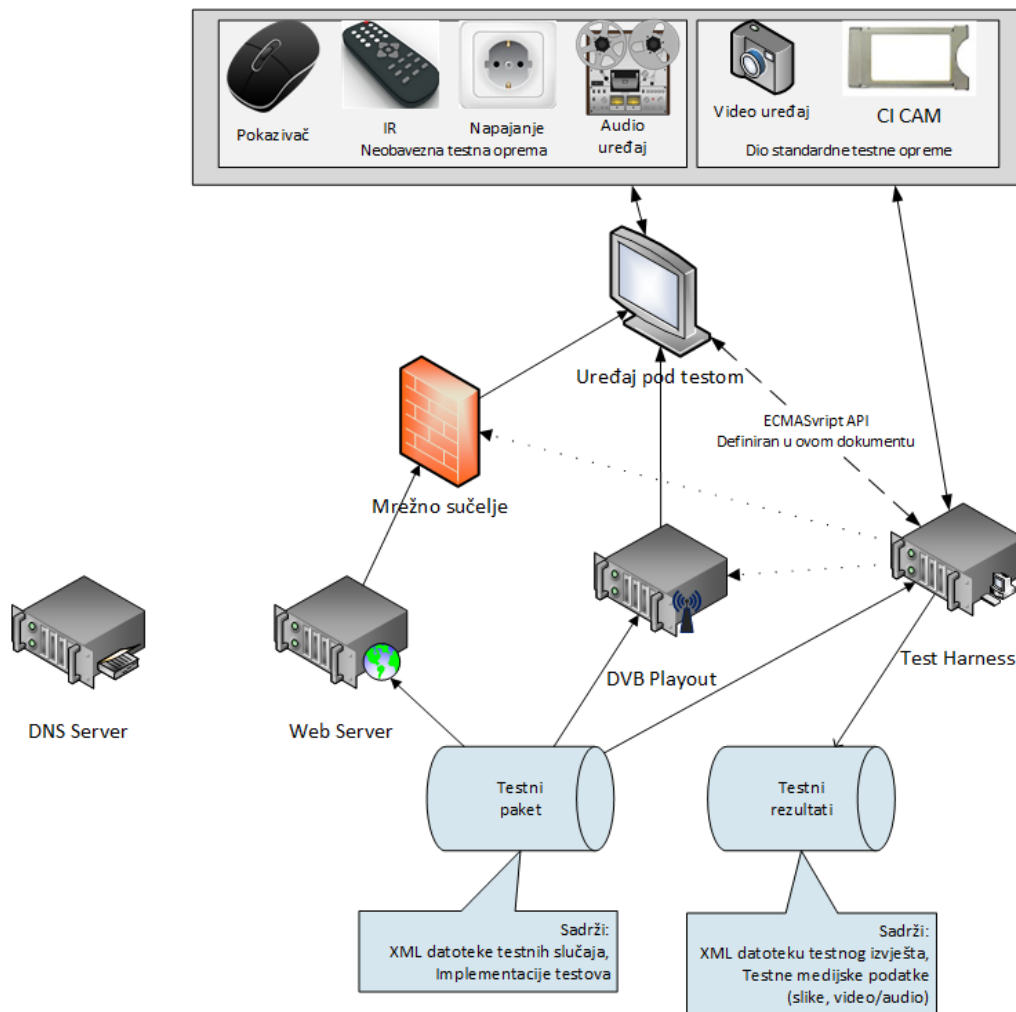 Pokazivač
IR
Napajanje
Audio
uređaj
Neobavezna testna oprema
Video uređaj
CI CAM
Dio standardne testne opreme
Uređaj pod testom
ECMASvript API
Definiran u ovom dokumentu
Mrežno sučelje
DNS Server
Web Server
DVB Playout
Test Harness
Testni
paket
Testni
rezultati
Sadrži:
XML datoteke testnih slučaja,
Implementacije testova
Sadrži:
XML datoteku testnog izvješta,
Testne medijske podatke
(slike, video/audio)